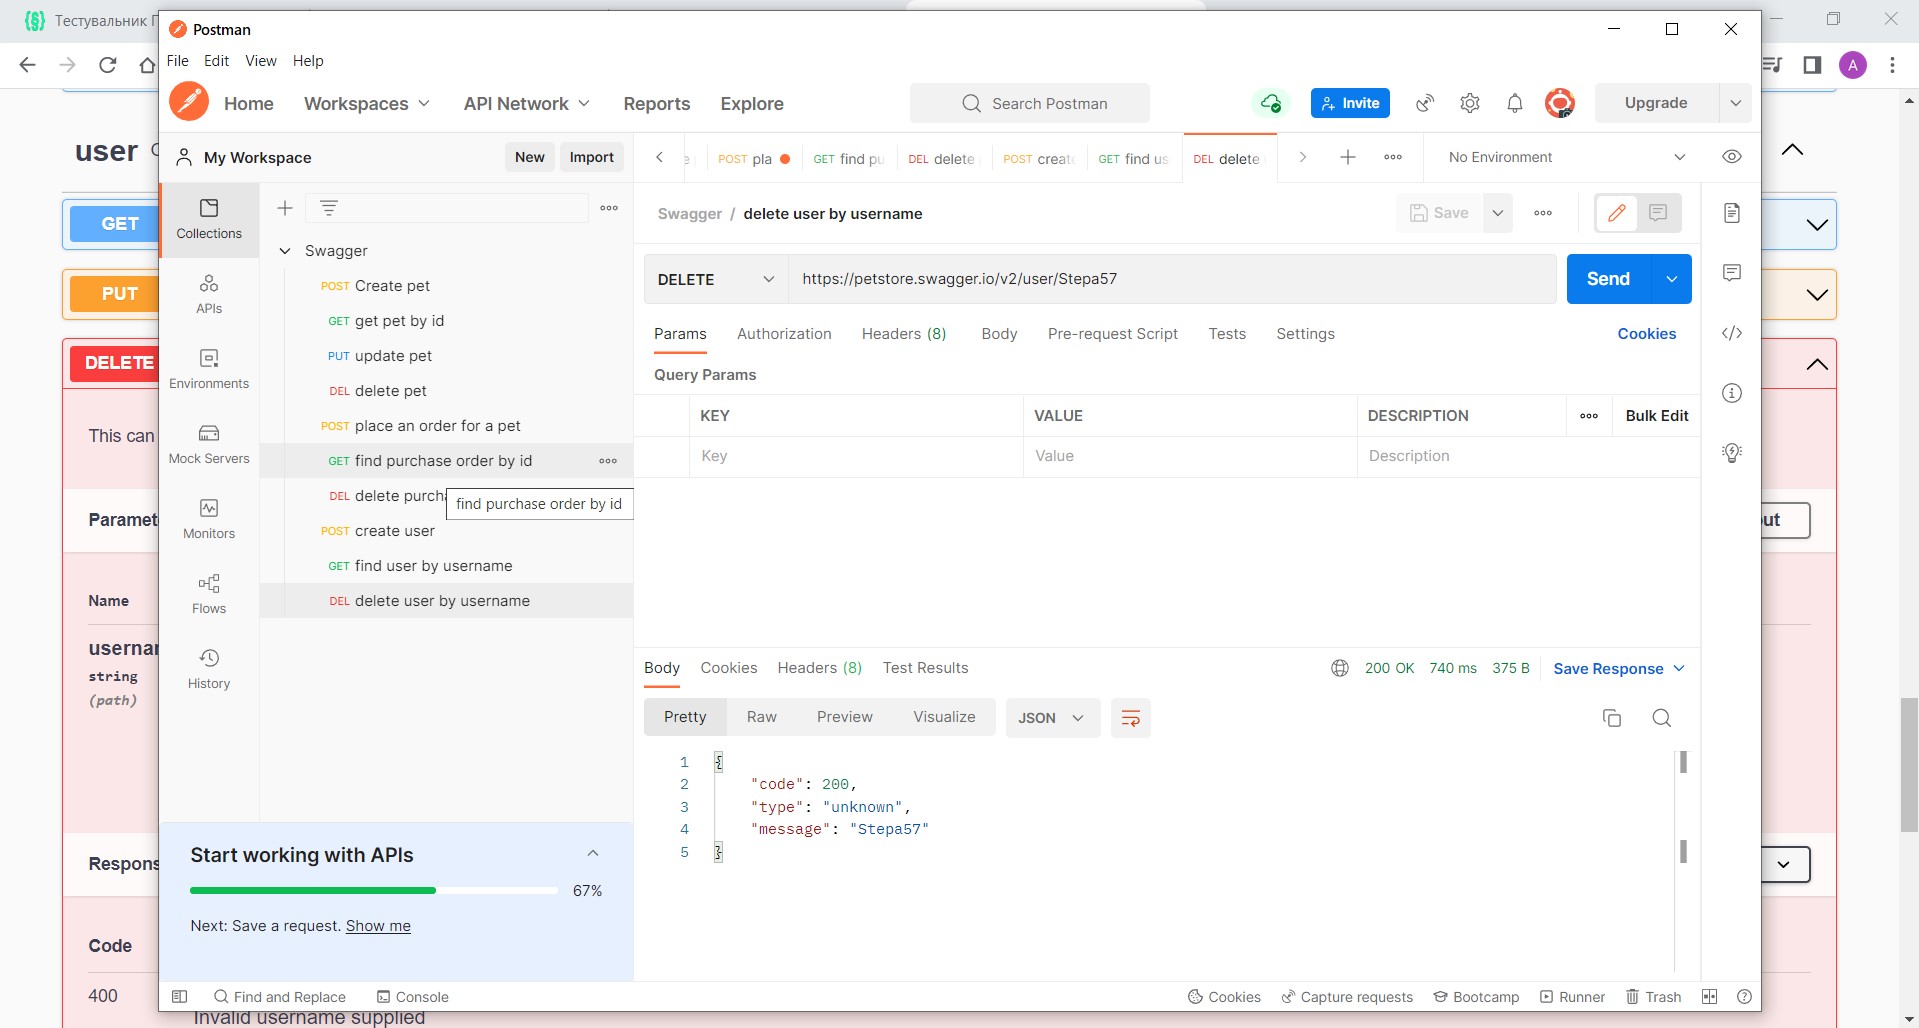 Тестувальник П
Postman
File Edit View Help
Home Workspaces API Network Reports Explore
Search Postman
Invite
Upgrade
A
user
My Workspace
New Import
POST pla
GET find pu
DEL delete
POST creat
GET find us
DEL delete
No Environment
Collections
APIs
Environments
Mock Servers
Monitors
Flows
History
Swagger
POST Create pet
GET get pet by id
PUT update pet
DEL delete pet
POST place an order for a pet
GET find purchase order by id
DEL delete purcha
find purchase order by id
POST create user
GET find user by username
DEL delete user by username
Swagger / delete user by username
Save
DELETE https://petstore.swagger.io/v2/user/Stepa57
Send
Params Authorization Headers (8) Body Pre-request Script Tests Settings Cookies
Query Params
KEY VALUE DESCRIPTION Bulk Edit
Key Value Description
Body Cookies Headers (8) Test Results
200 OK 740 ms 375 B Save Response
Pretty Raw Preview Visualize JSON
1 {
2 "code": 200,
3 "type": "unknown",
4 "message": "Stepa57"
5 }
Start working with APIs
67%
Next: Save a request. Show me
Find and Replace Console
Cookies Capture requests Bootcamp Runner Trash
GET
PUT
DELETE
This can
Paramet
out
Name
usernam
string
(path)
Respons
Code
400
Invalid username supplied